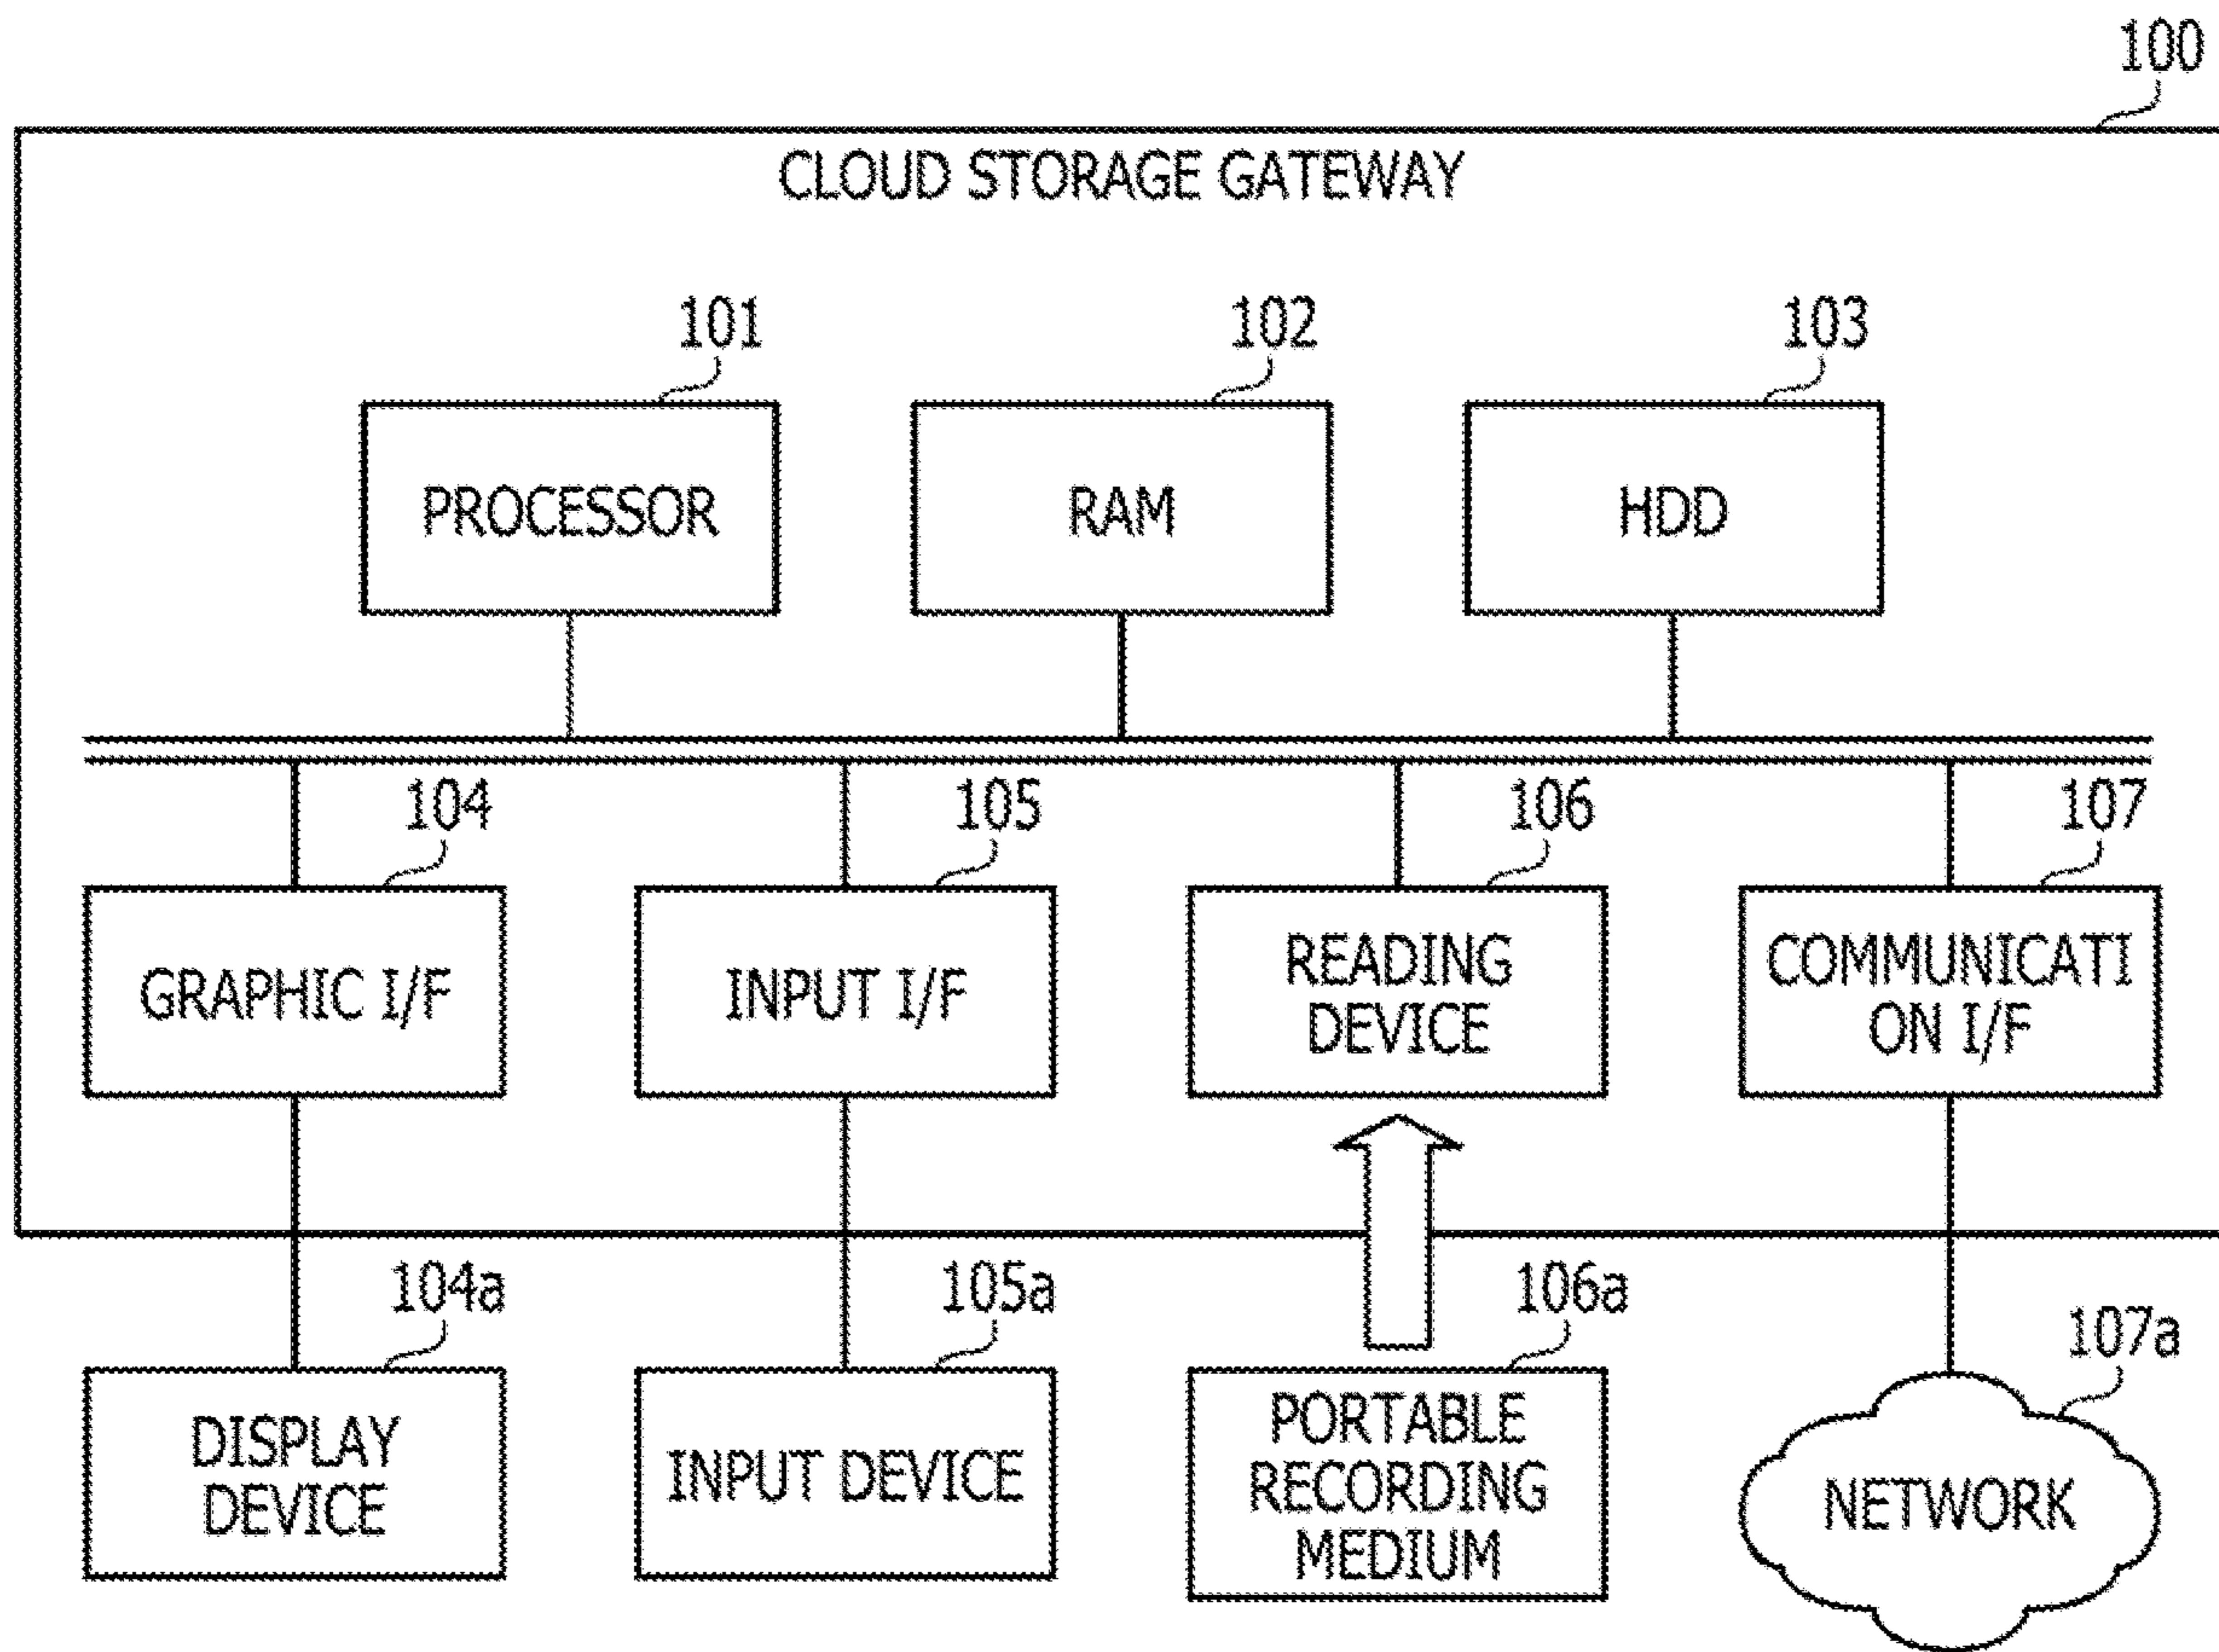 100
CLOUD STORAGE GATEWAY
101
102
103
PROCESSOR
RAM
HDD
104
105
106
107
GRAPHIC I/F
INPUT I/F
READING
DEVICE
COMMUNICATI
ON I/F
104a
105a
106a
107a
DISPLAY
DEVICE
INPUT DEVICE
PORTABLE
RECORDING
MEDIUM
NETWORK